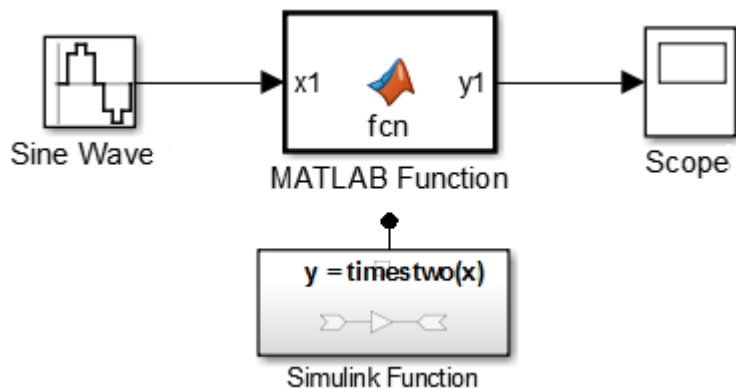 x1
y1
fcn
Sine Wave
MATLAB Function
Scope
y = timestwo(x)
Simulink Function